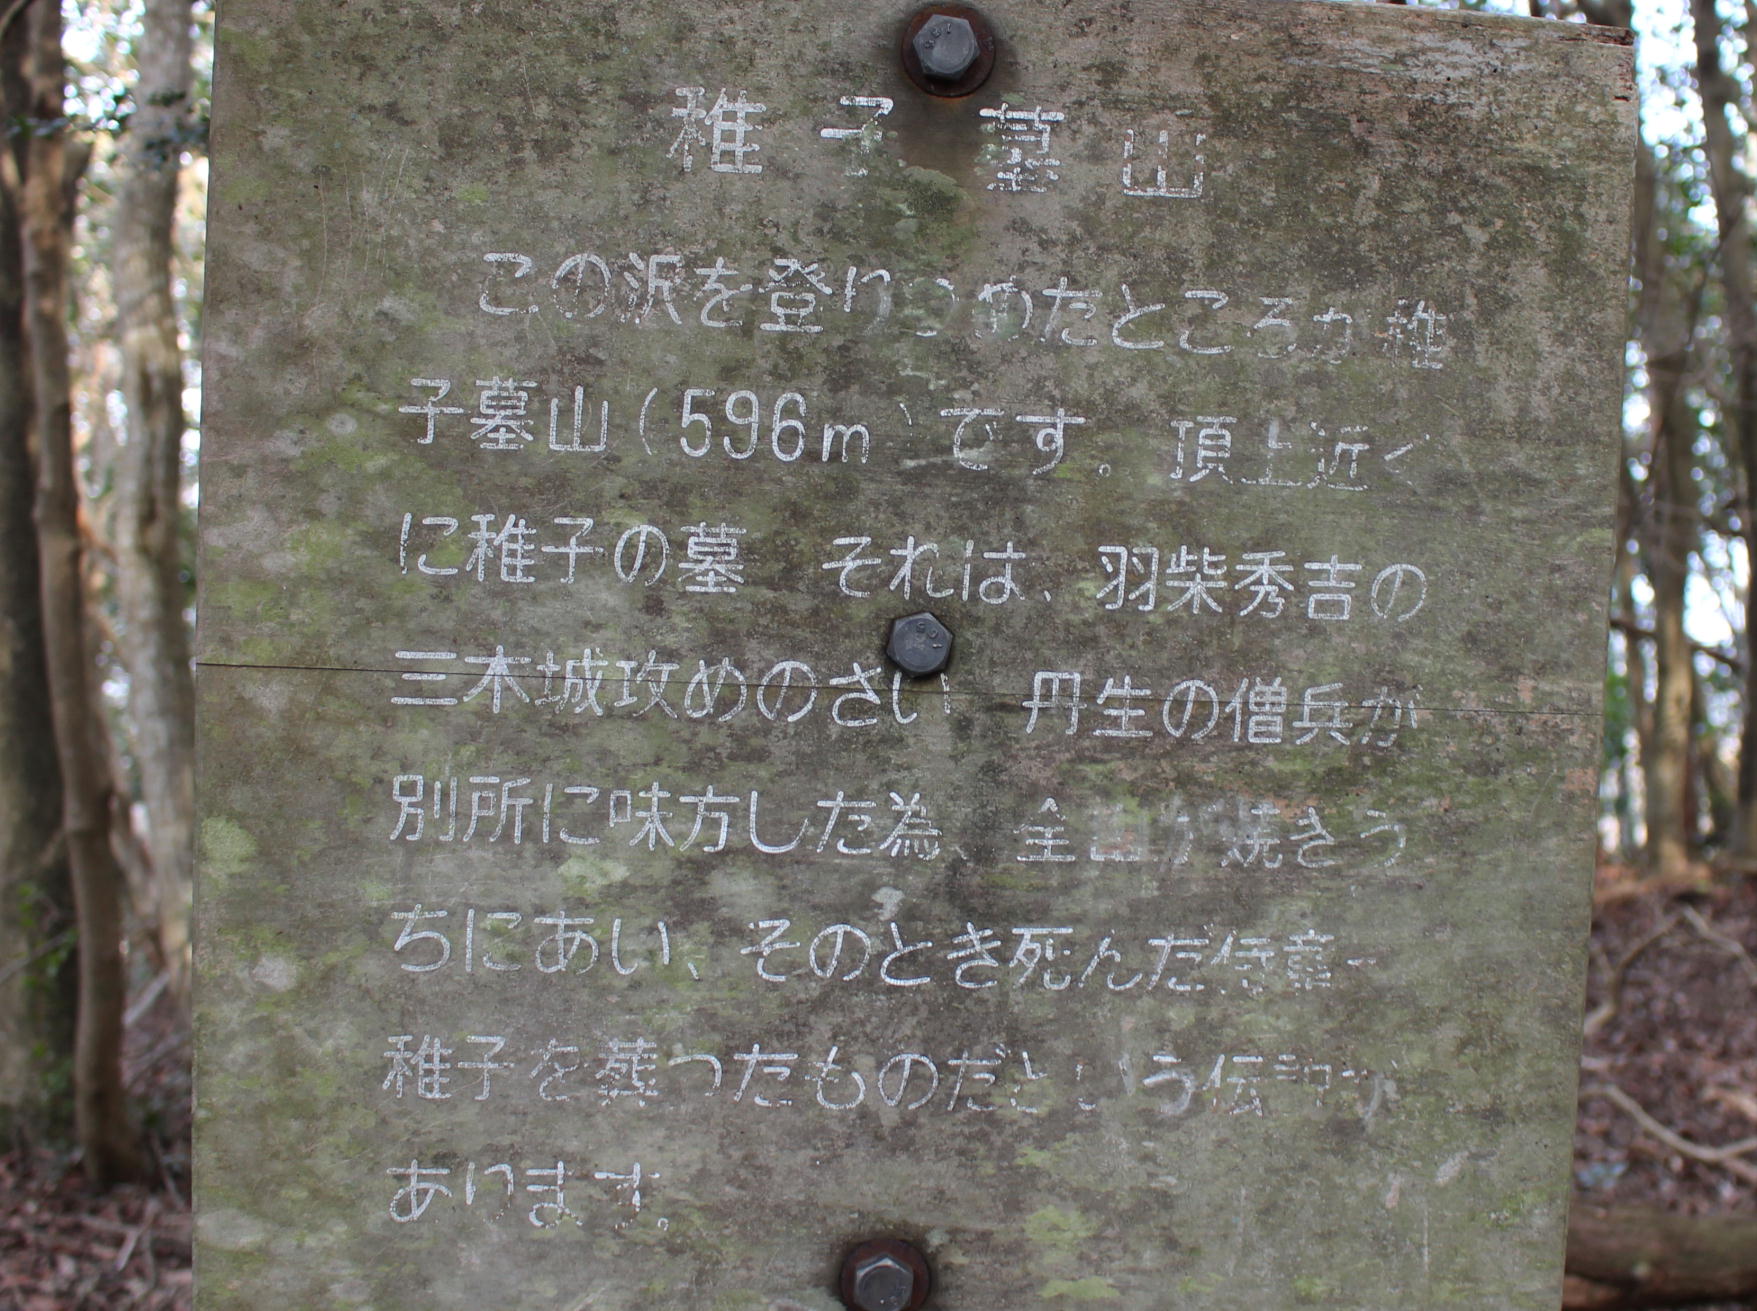 稚子墓山
この沢を登りつめたところが稚
子墓山(596m)です。頂上近く
に稚子の墓 それは、羽柴秀吉の
三木城攻めのさい 丹生の僧兵が
別所に味方した為、全山が焼きう
ちにあい、そのとき死んだ侍童
稚子を葬ったものだという伝説が
あります。